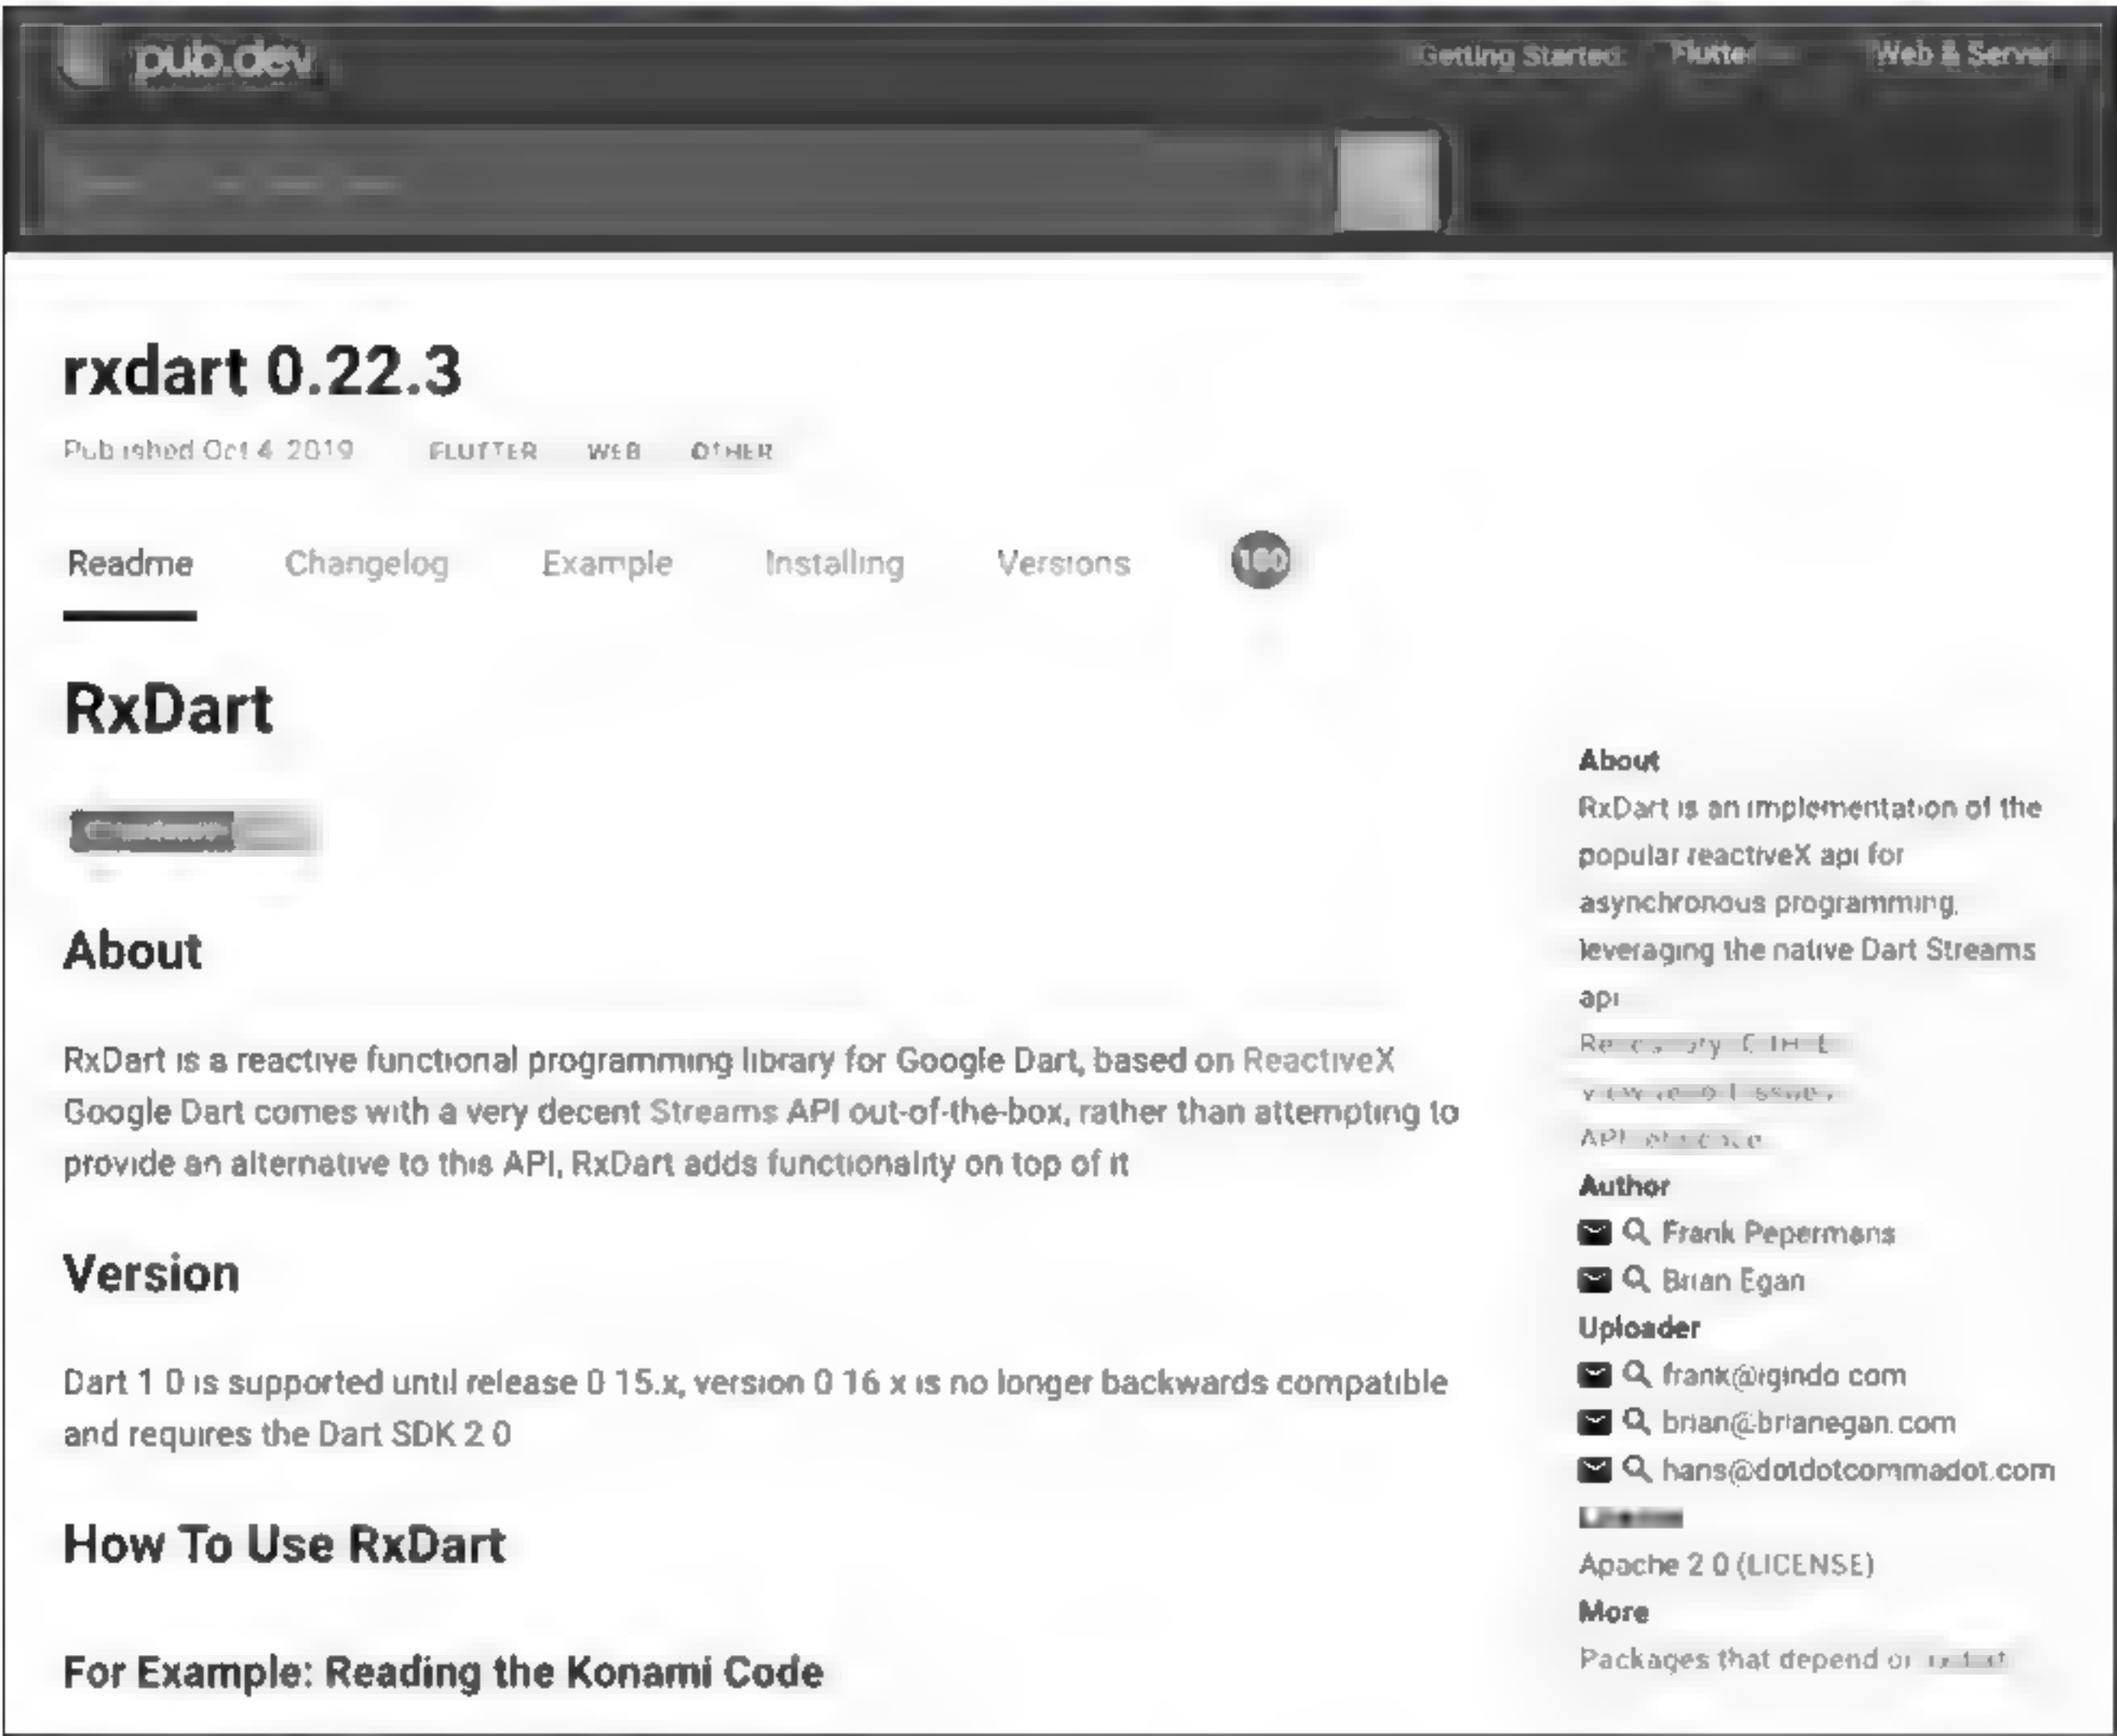 pub.dev
Getting Started
Flutter
Web & Server
rxdart 0.22.3
Published Oct 4 2019 FLUTTER WEB OTHER
Readme Changelog Example Installing Versions 100
RxDart
About
RxDart is a reactive functional programming library for Google Dart, based on ReactiveX
Google Dart comes with a very decent Streams API out-of-the-box, rather than attempting to
provide an alternative to this API, RxDart adds functionality on top of it
Version
Dart 1 0 is supported until release 0 15.x, version 0 16 x is no longer backwards compatible
and requires the Dart SDK 2 0
How To Use RxDart
For Example: Reading the Konami Code
About
RxDart is an implementation of the
popular reactiveX api for
asynchronous programming,
leveraging the native Dart Streams
api
API
Author
Frank Pepermans
Brian Egan
Uploader
frank@igindo com
brian@brianegan.com
hans@dotdotcommadot.com
Apache 2 0 (LICENSE)
More
Packages that depend on